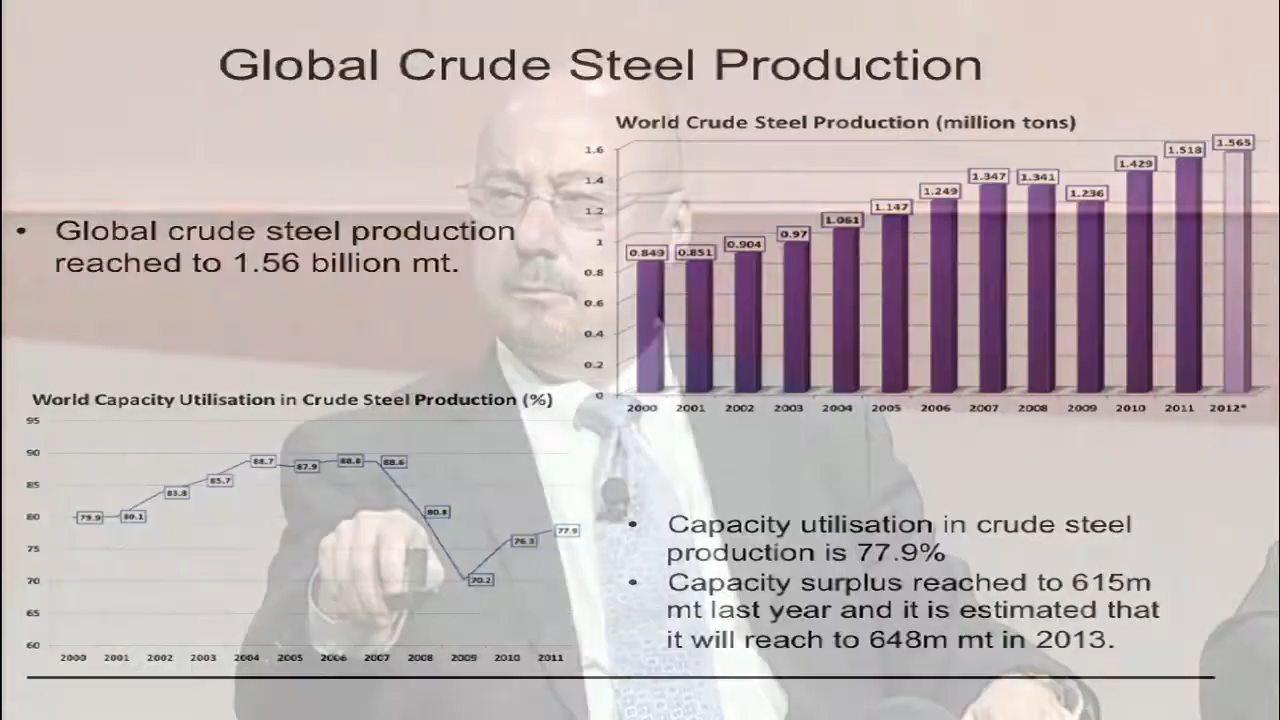 Global Crude Steel Production
• Global crude steel production
reached to 1.56 billion mt.
World Crude Steel Production (million tons)
1.6
1.4
1.2
1
0.8
0.6
0.4
0.2
0
0.849 0.851 0.904 0.97 1.061 1.147 1.249 1.347 1.341 1.236 1.429 1.518 1.565
2000 2001 2002 2003 2004 2005 2006 2007 2008 2009 2010 2011 2012*
World Capacity Utilisation in Crude Steel Production (%)
95
90
85
80
75
70
65
60
79.9 80.1 83.8 85.7 88.7 87.9 88.8 88.6 80.8 70.2 76.3 77.9
2000 2001 2002 2003 2004 2005 2006 2007 2008 2009 2010 2011
• Capacity utilisation in crude steel
production is 77.9%
• Capacity surplus reached to 615m
mt last year and it is estimated that
it will reach to 648m mt in 2013.